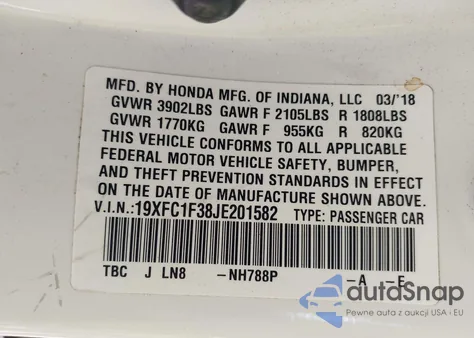 MFD. BY HONDA MFG. OF INDIANA, LLC 03/'18
GVWR 3902LBS GAWR F 2105LBS R 1808LBS
GVWR 1770KG GAWR F 955KG R 820KG
THIS VEHICLE CONFORMS TO ALL APPLICABLE
FEDERAL MOTOR VEHICLE SAFETY, BUMPER,
AND THEFT PREVENTION STANDARDS IN EFFECT
ON THE DATE OF MANUFACTURE SHOWN ABOVE.
V.I.N.:19XFC1F38JE201582 TYPE: PASSENGER CAR
TBC J LN8 -NH788P -A -E
autoSnap
Pewne auta z aukcji USA i EU